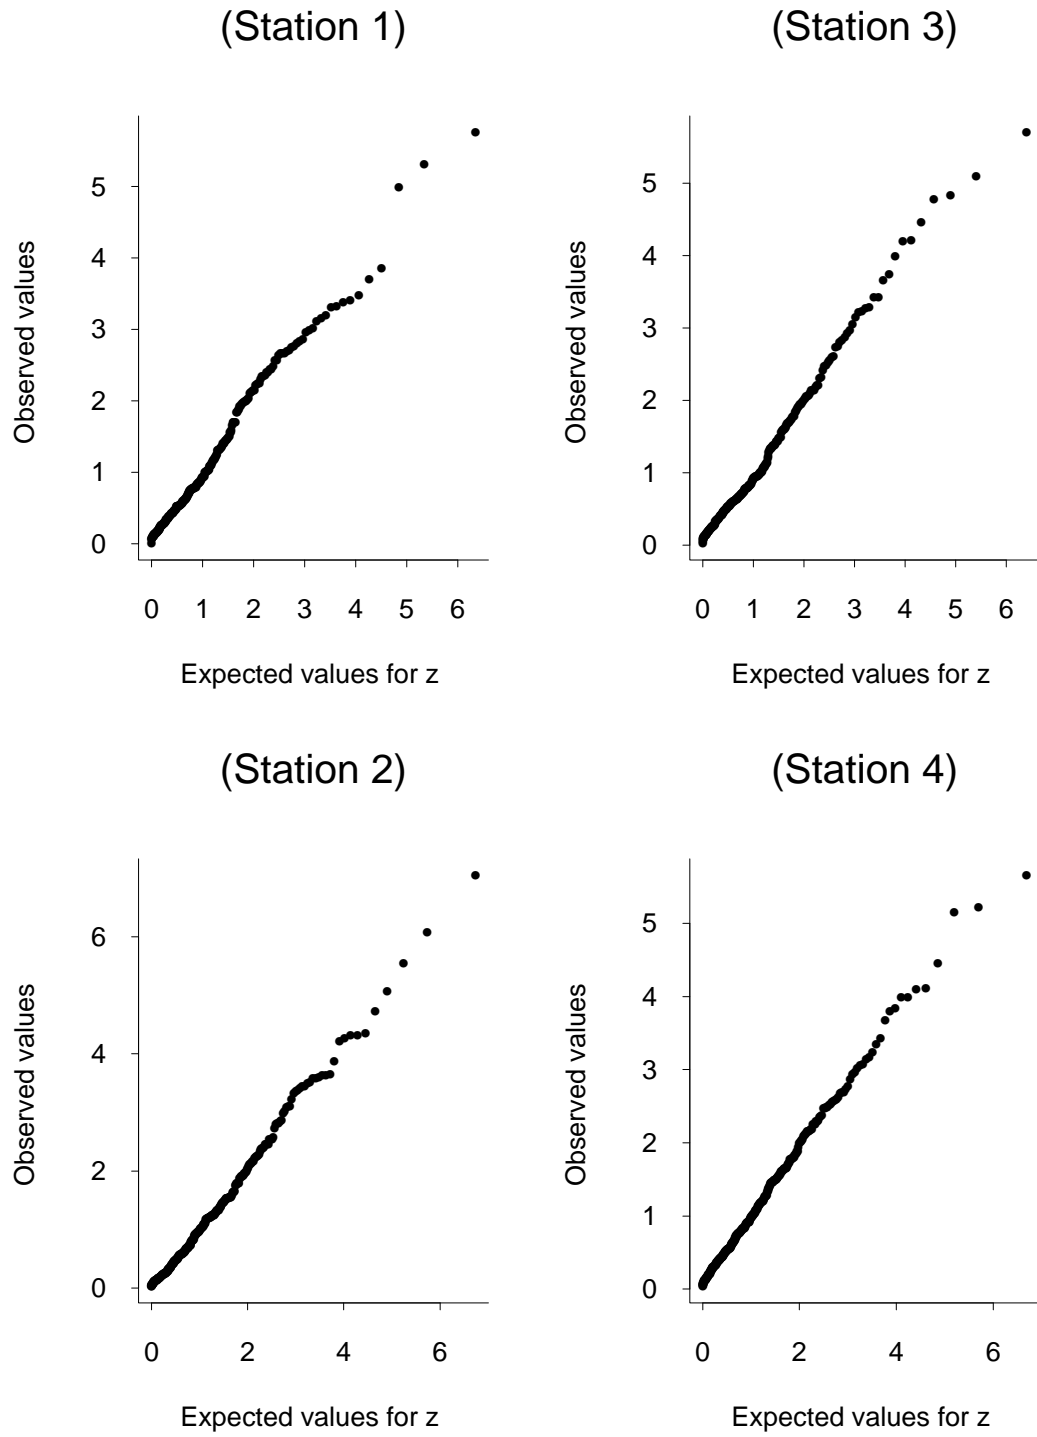 (Station 1)
5
4
3
2
1
0
Observed values
0 1 2 3 4 5 6
Expected values for z
(Station 3)
5
4
3
2
1
0
Observed values
0 1 2 3 4 5 6
Expected values for z
(Station 2)
6
4
2
0
Observed values
0 2 4 6
Expected values for z
(Station 4)
5
4
3
2
1
0
Observed values
0 2 4 6
Expected values for z